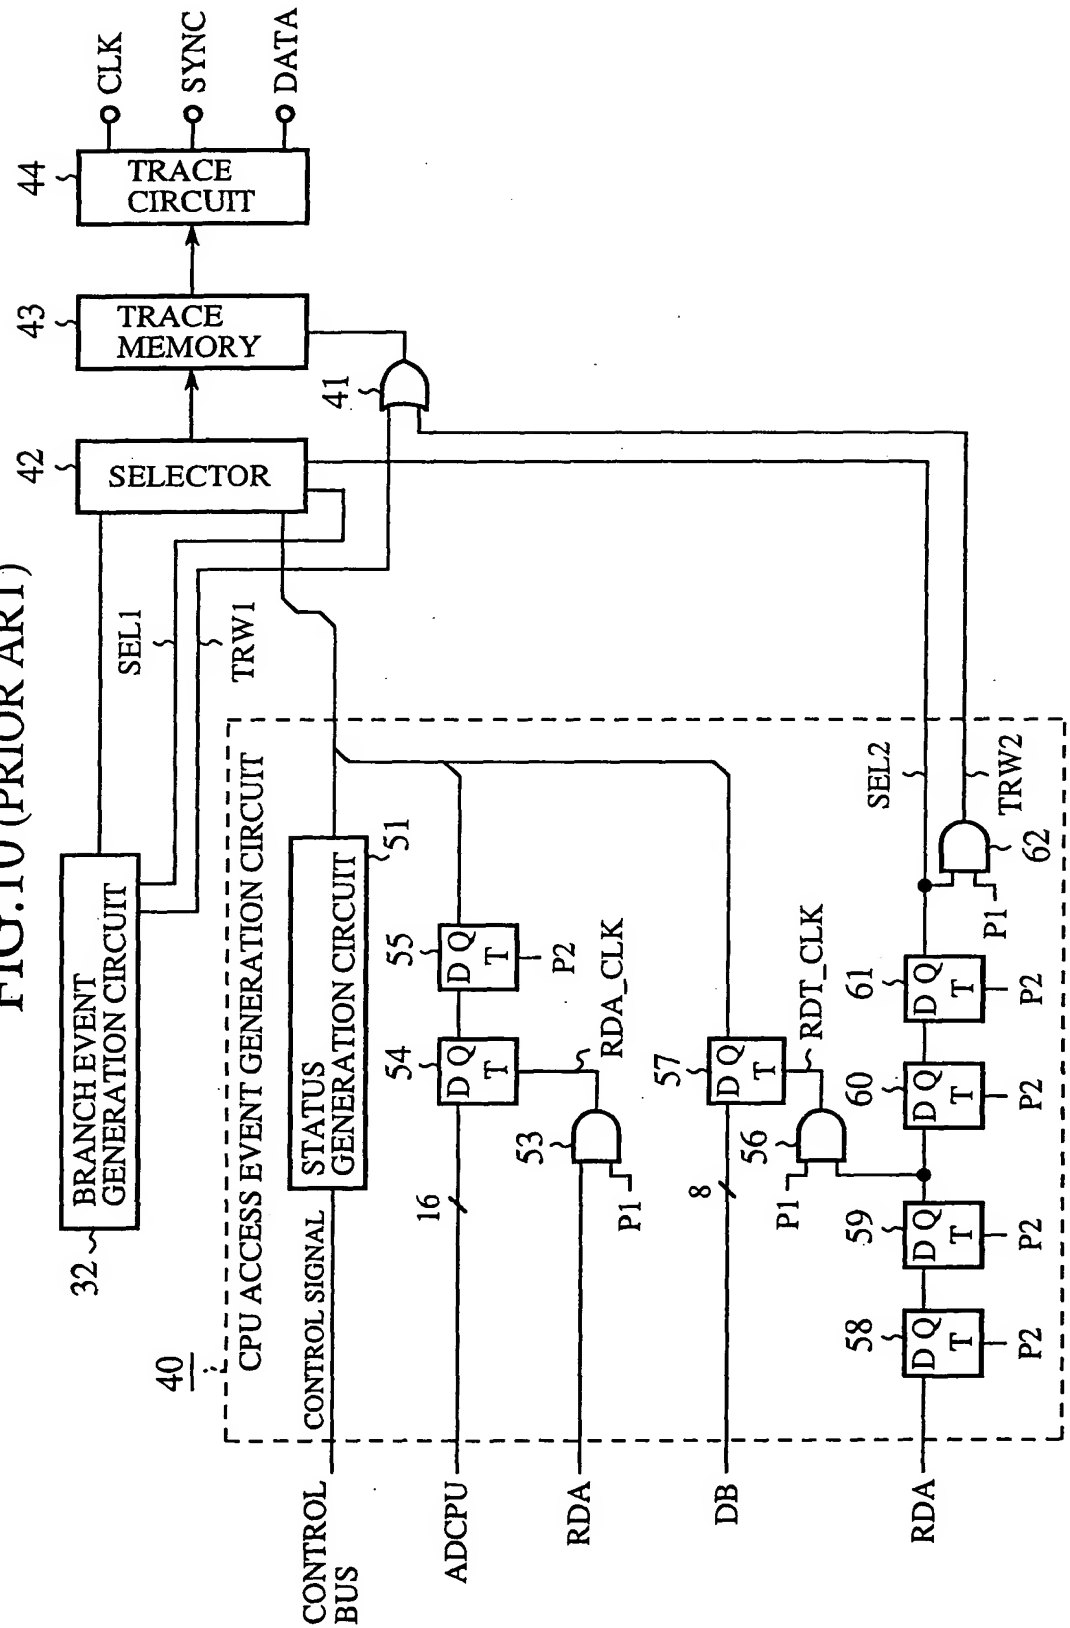 FIG.10 (PRIOR ART)
32
BRANCH EVENT
GENERATION CIRCUIT
SEL1
TRW1
42
SELECTOR
43
TRACE
MEMORY
44
TRACE
CIRCUIT
CLK
SYNC
DATA
41
40
CPU ACCESS EVENT GENERATION CIRCUIT
CONTROL
BUS
CONTROL SIGNAL
STATUS
GENERATION CIRCUIT
51
ADCPU
16
54
D Q
T
55
D Q
T
P2
RDA
53
P1
RDA_CLK
DB
8
57
D Q
T
56
P1
RDT_CLK
RDA
58
D Q
T
P2
59
D Q
T
P2
60
D Q
T
P2
61
D Q
T
P2
P1
62
SEL2
TRW2